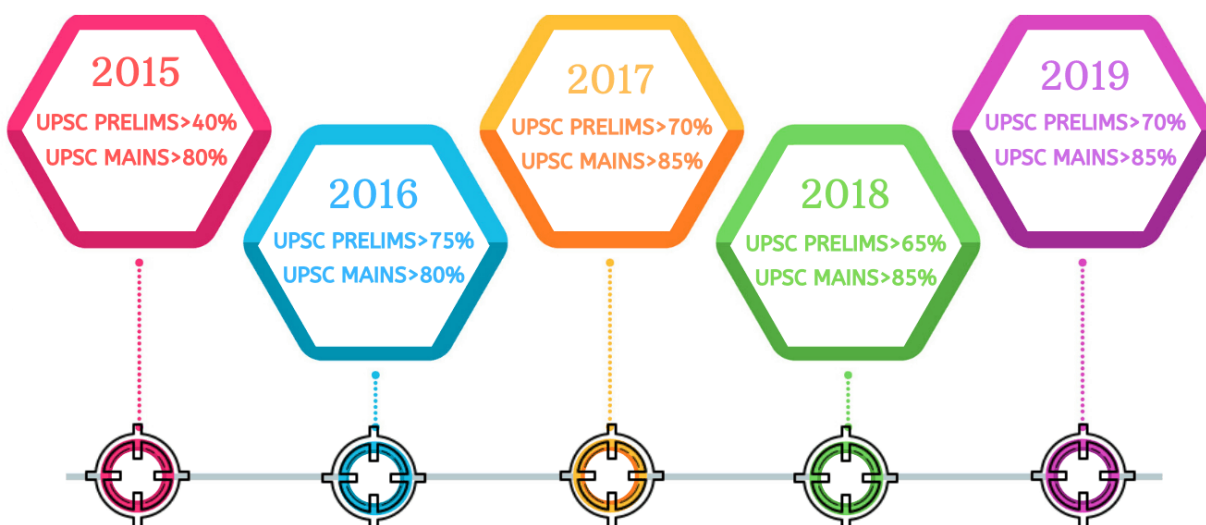 2015
UPSC PRELIMS>40%
UPSC MAINS>80%
2016
UPSC PRELIMS>75%
UPSC MAINS>80%
2017
UPSC PRELIMS>70%
UPSC MAINS>85%
2018
UPSC PRELIMS>65%
UPSC MAINS>85%
2019
UPSC PRELIMS>70%
UPSC MAINS>85%